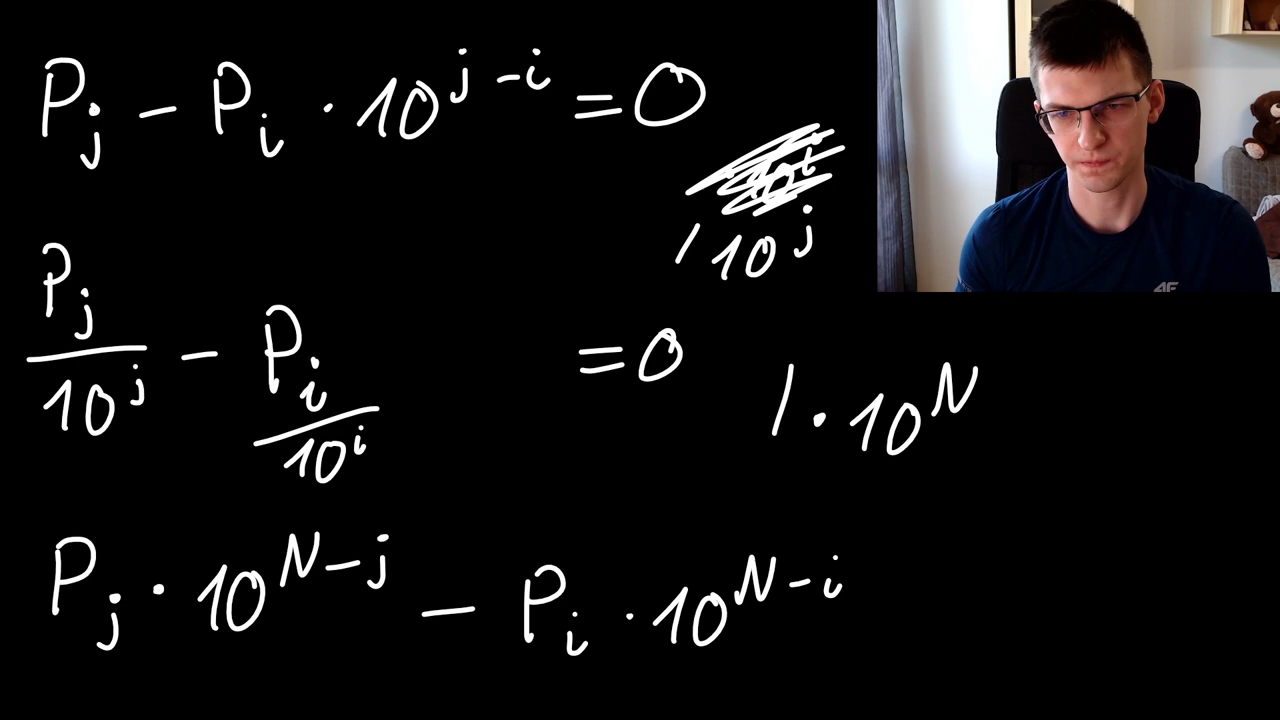 P_j - P_i · 10^{j-i} = 0
/ 10^j
P_j / 10^j - P_i / 10^i = 0
/ · 10^N
P_j · 10^{N-j} - P_i · 10^{N-i}